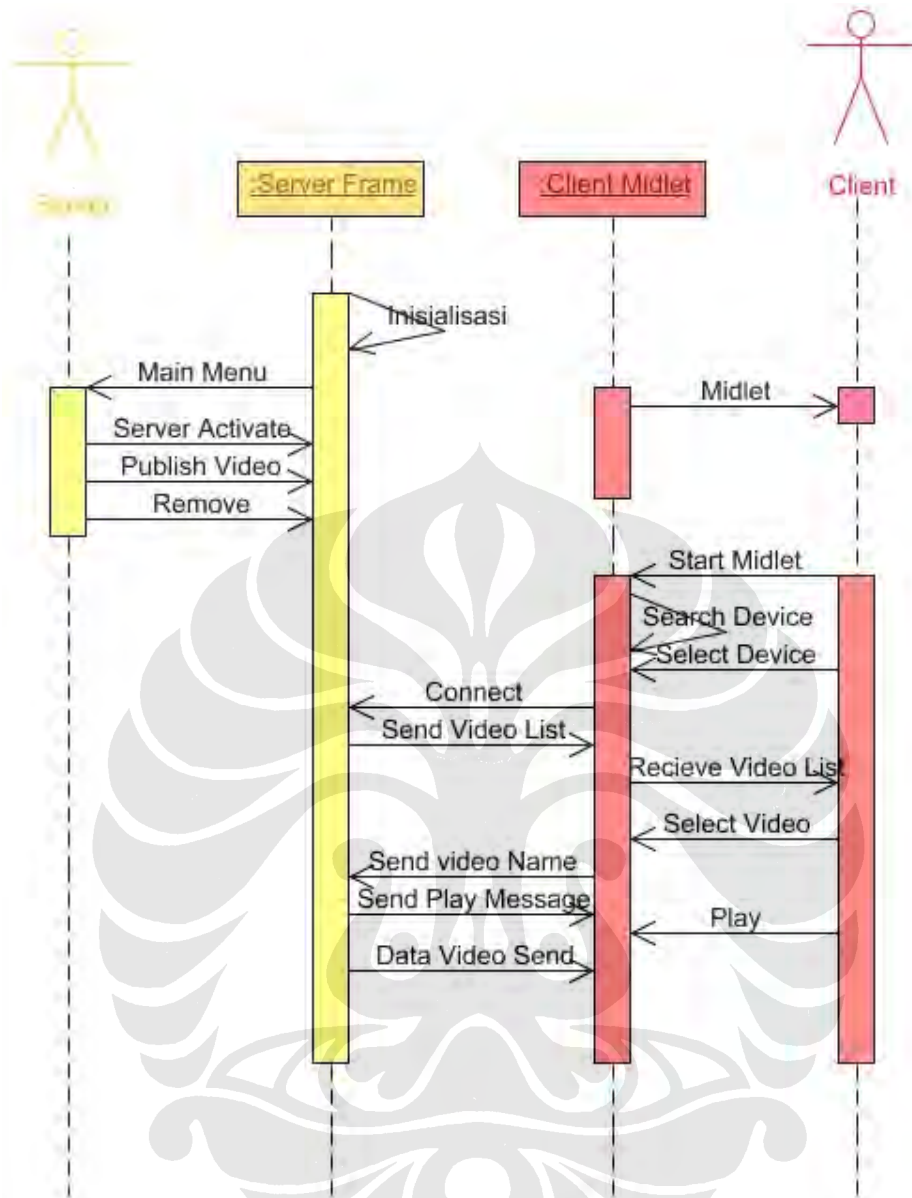 Server
:Server Frame
:Client Midlet
Client
Inisialisasi
Main Menu
Midlet
Server Activate
Publish Video
Remove
Start Midlet
Search Device
Select Device
Connect
Send Video List
Recieve Video List
Select Video
Send video Name
Send Play Message
Play
Data Video Send